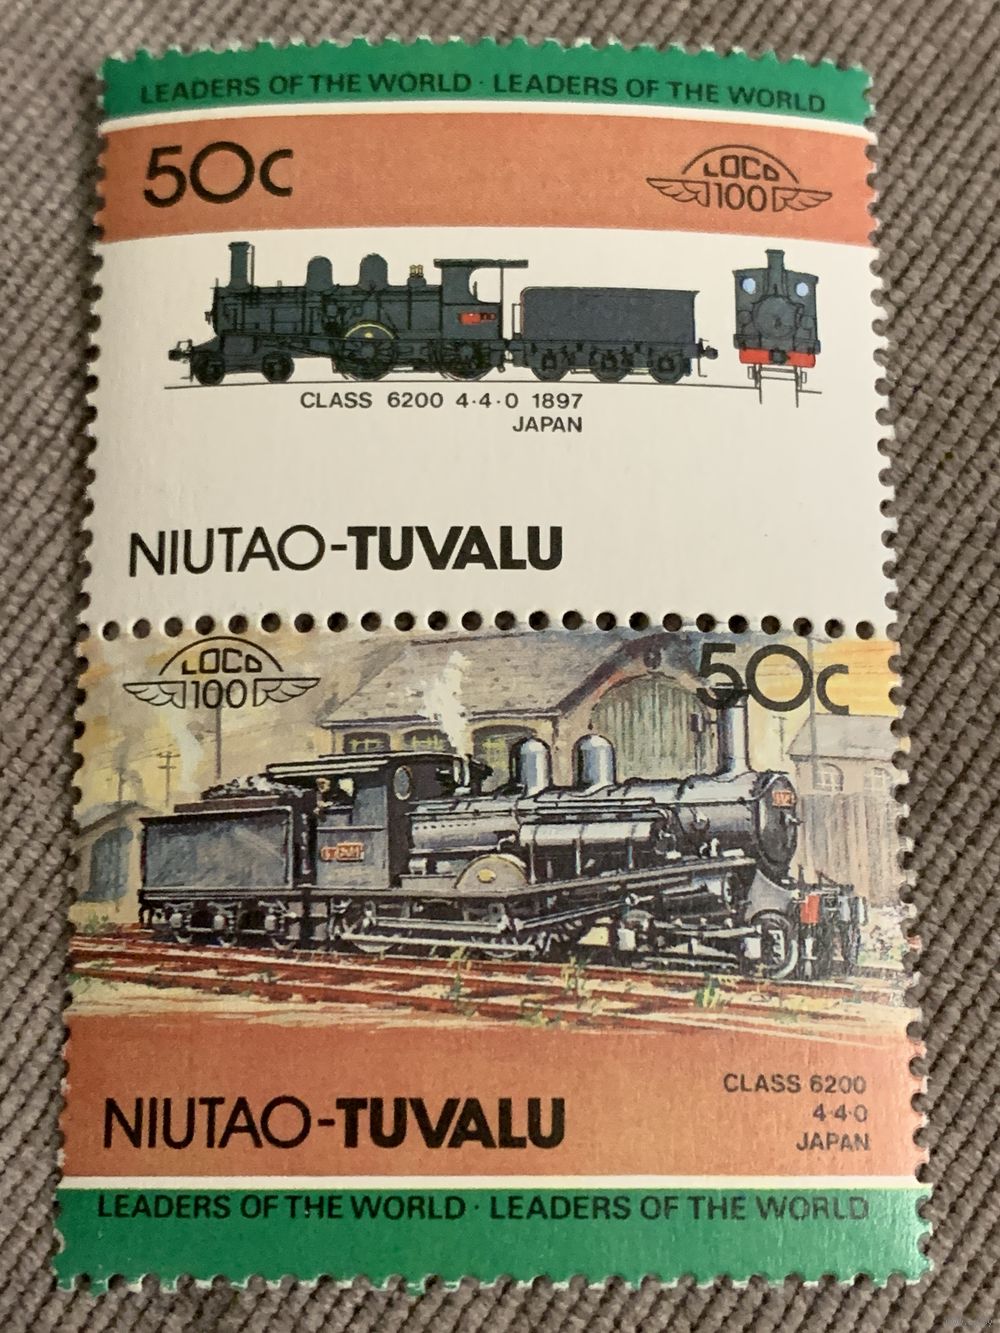 LEADERS OF THE WORLD · LEADERS OF THE WORLD
50c
LOCO
100
CLASS 6200 4·4·0 1897
JAPAN
NIUTAO-TUVALU
LOCO
100
50c
NIUTAO-TUVALU
CLASS 6200
4·4·0
JAPAN
LEADERS OF THE WORLD · LEADERS OF THE WORLD